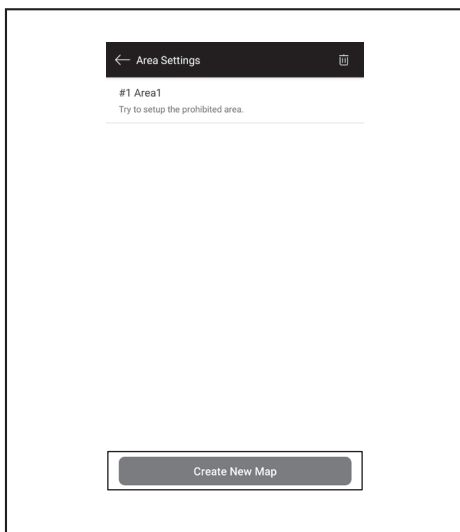 Area Settings
#1 Area1
Try to setup the prohibited area.
Create New Map